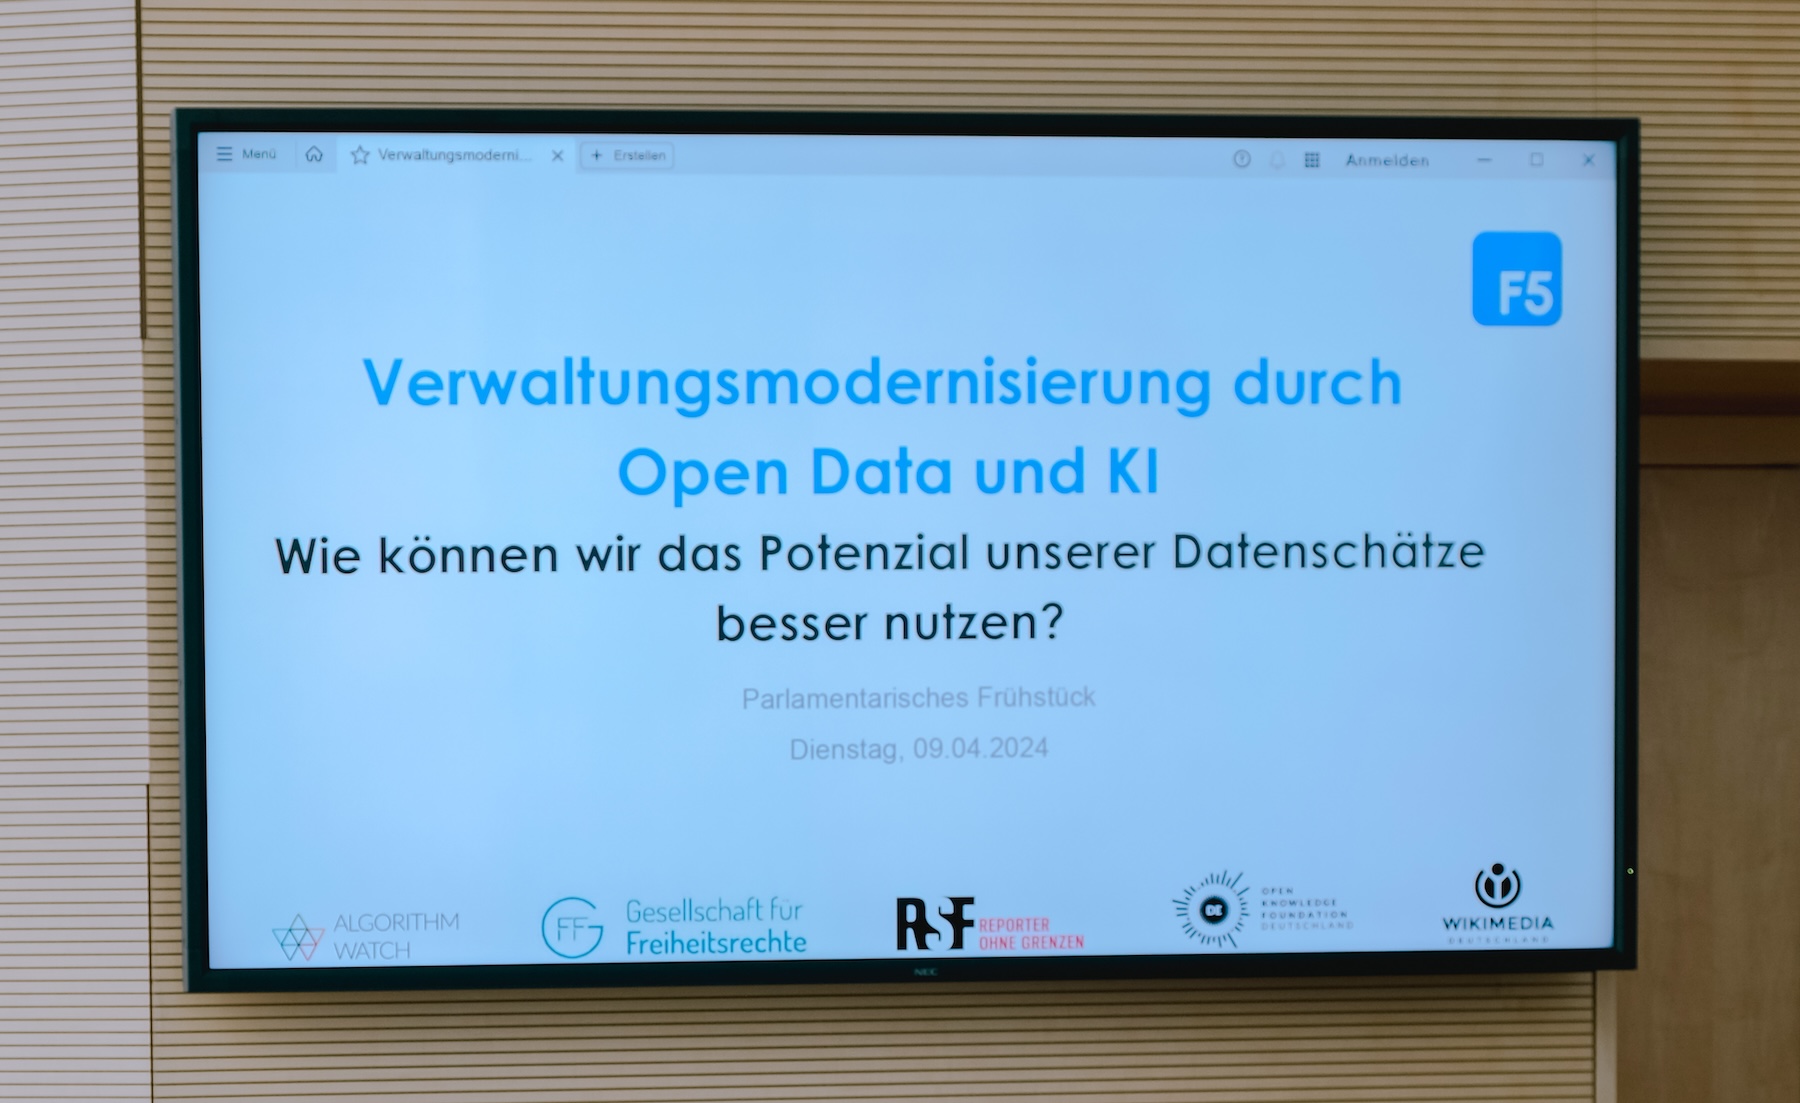 Menü
Verwaltungsmoderni...
+ Erstellen
Anmelden
F5
Verwaltungsmodernisierung durch
Open Data und KI
Wie können wir das Potenzial unserer Datenschätze
besser nutzen?
Parlamentarisches Frühstück
Dienstag, 09.04.2024
ALGORITHM
WATCH
GFF
Gesellschaft für
Freiheitsrechte
RSF
REPORTER
OHNE GRENZEN
DE
OPEN
KNOWLEDGE
FOUNDATION
DEUTSCHLAND
WIKIMEDIA
DEUTSCHLAND
NEC